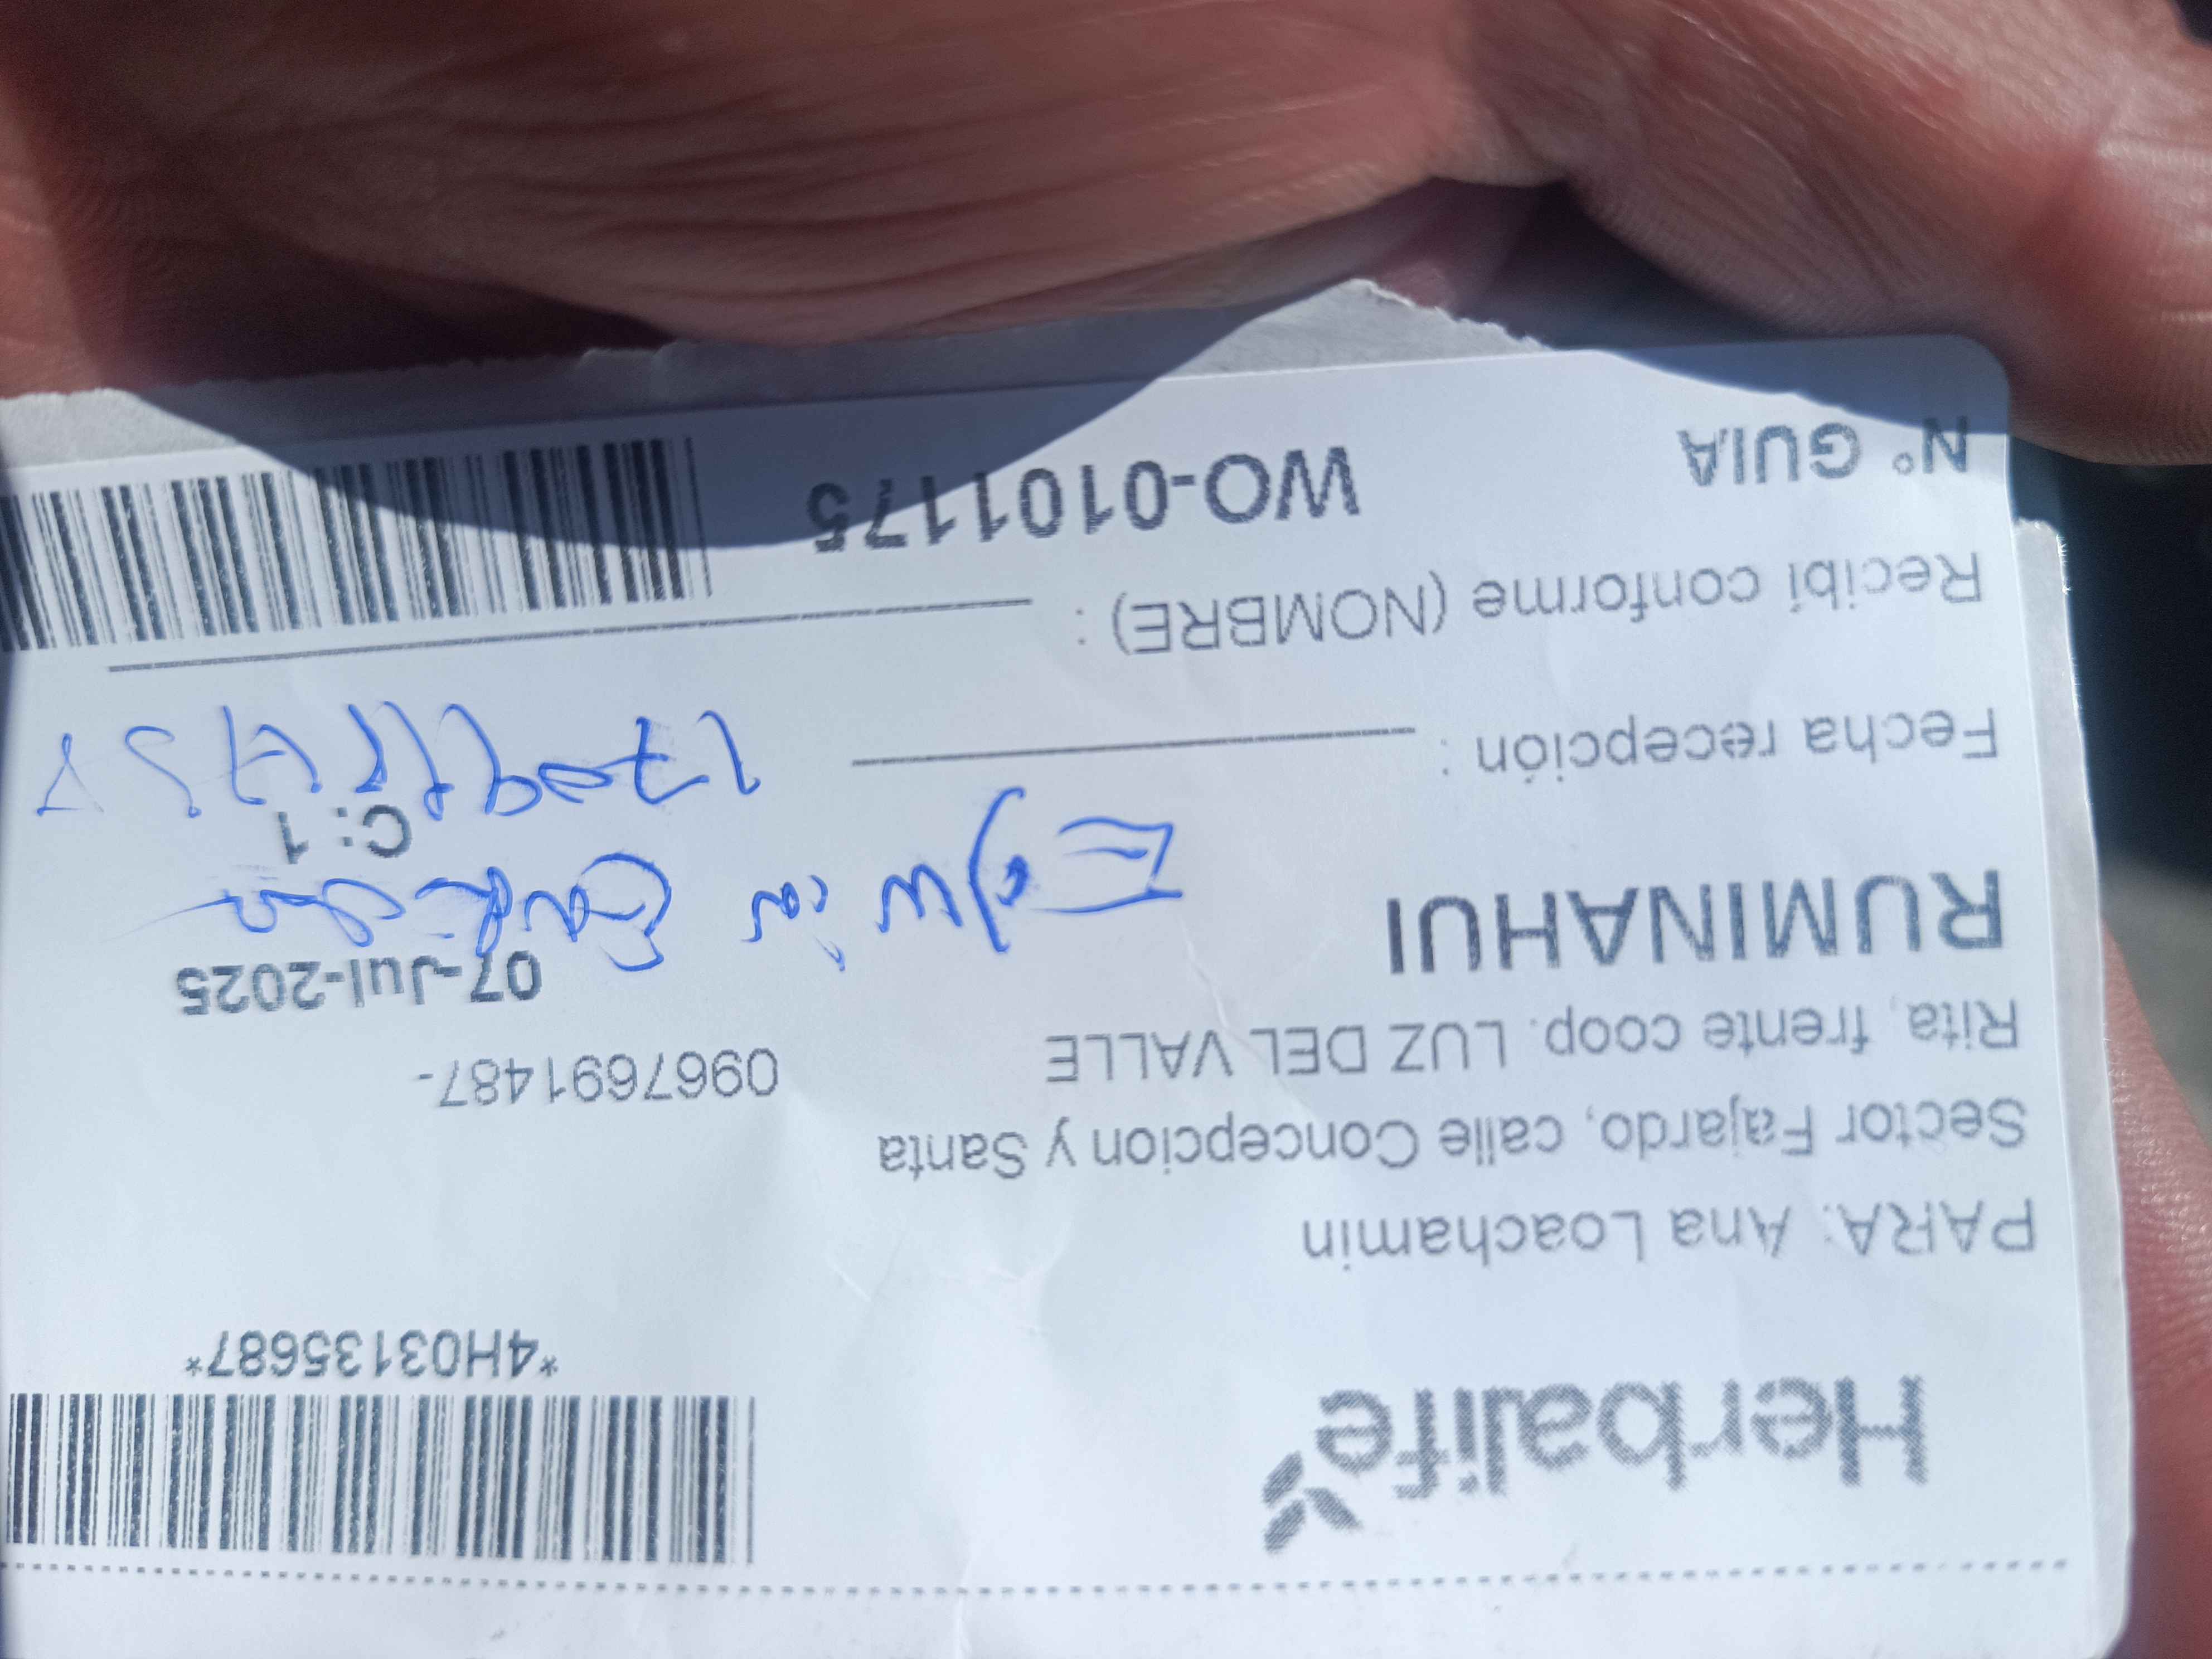 Herbalife
*4H03135687*
PARA: Ana Loachamin
Sector Fajardo, calle Concepcion y Santa
Rita, frente coop. LUZ DEL VALLE
0967691487-
RUMINAHUI
07-Jul-2025
C: 1
Fecha recepción :
Recibí conforme (NOMBRE) :
N° GUIA
WO-0101175